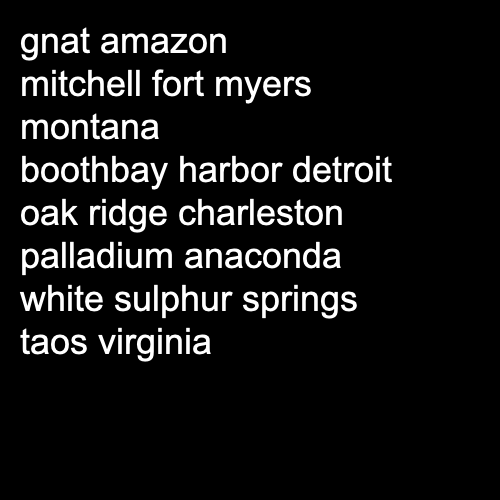 gnat amazon
mitchell fort myers
montana
boothbay harbor detroit
oak ridge charleston
palladium anaconda
white sulphur springs
taos virginia